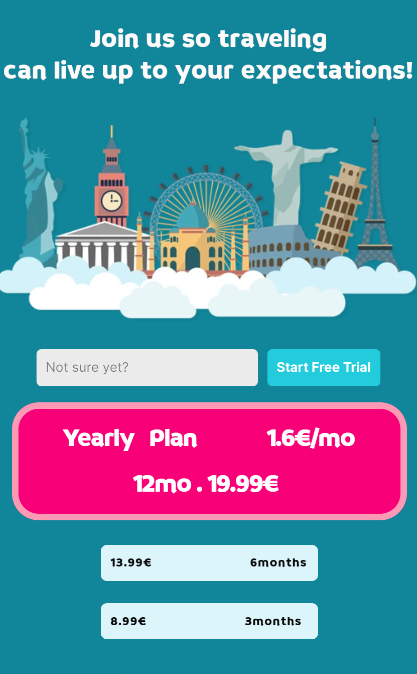 Join us so traveling
can live up to your expectations!
Not sure yet? Start Free Trial
Yearly Plan 1.6€/mo
12mo . 19.99€
13.99€ 6months
8.99€ 3months